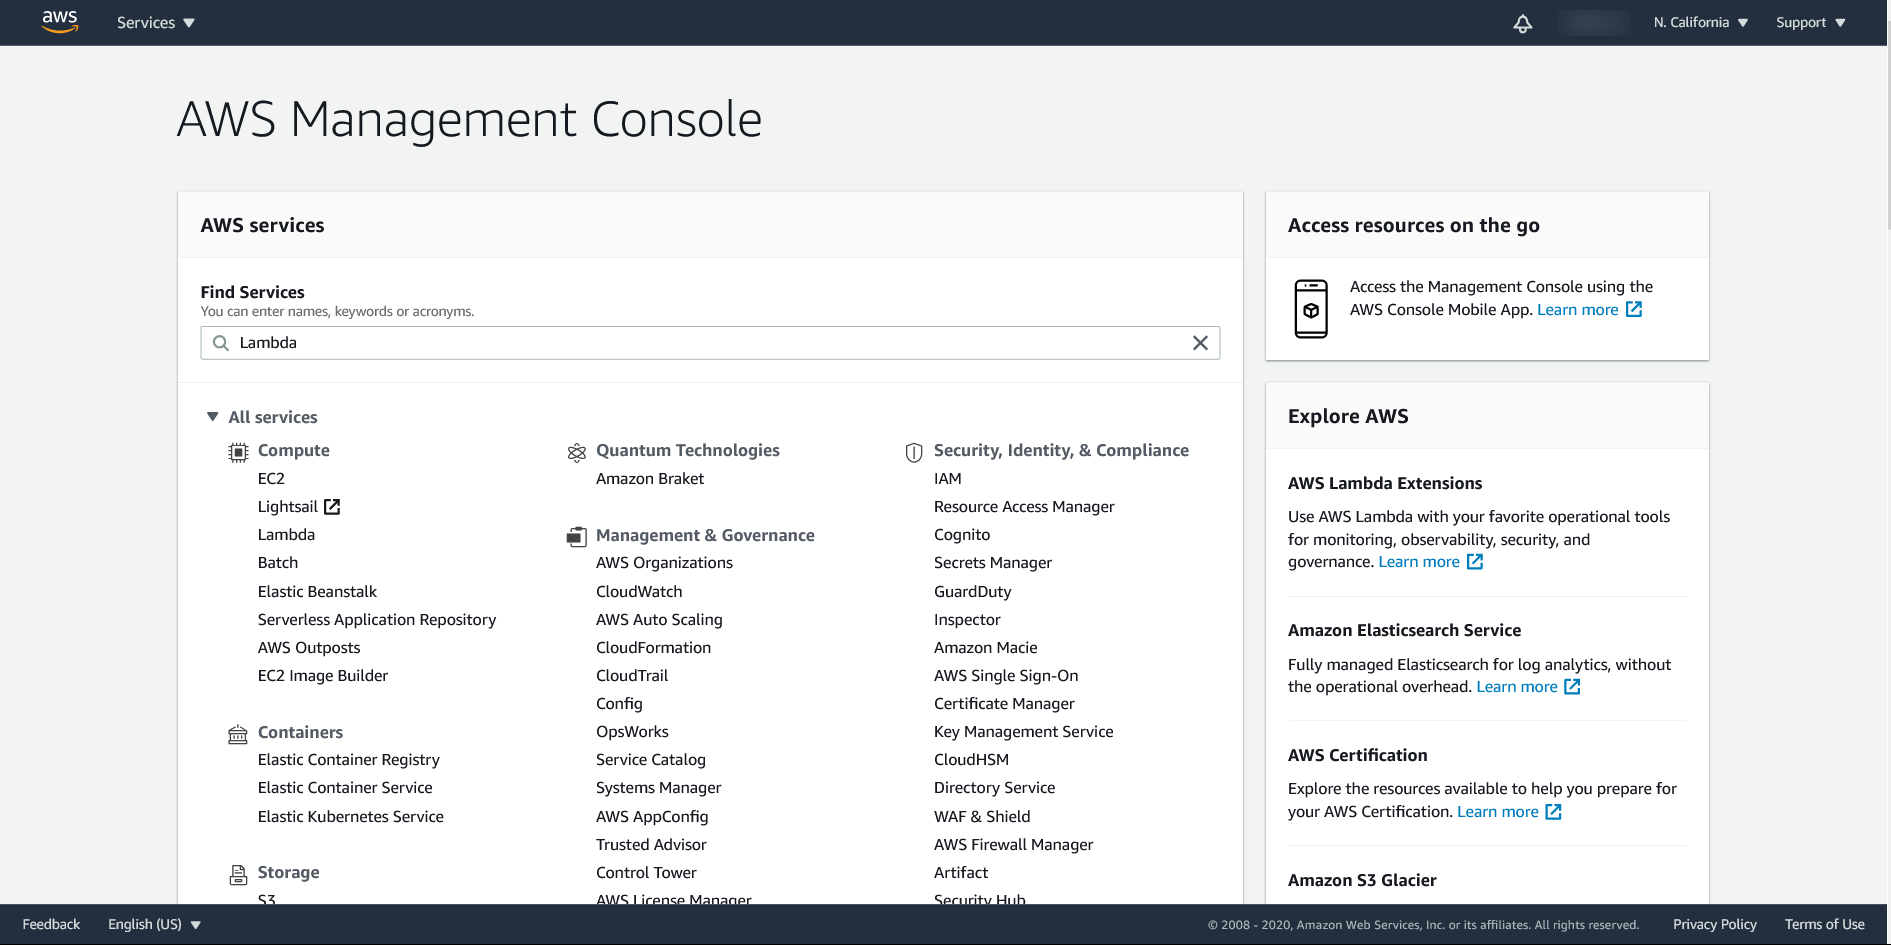 aws
Services
N. California
Support
AWS Management Console
AWS services
Find Services
You can enter names, keywords or acronyms.
Lambda
All services
Compute
EC2
Lightsail
Lambda
Batch
Elastic Beanstalk
Serverless Application Repository
AWS Outposts
EC2 Image Builder
Containers
Elastic Container Registry
Elastic Container Service
Elastic Kubernetes Service
Storage
S3
Quantum Technologies
Amazon Braket
Management & Governance
AWS Organizations
CloudWatch
AWS Auto Scaling
CloudFormation
CloudTrail
Config
OpsWorks
Service Catalog
Systems Manager
AWS AppConfig
Trusted Advisor
Control Tower
AWS License Manager
Security, Identity, & Compliance
IAM
Resource Access Manager
Cognito
Secrets Manager
GuardDuty
Inspector
Amazon Macie
AWS Single Sign-On
Certificate Manager
Key Management Service
CloudHSM
Directory Service
WAF & Shield
AWS Firewall Manager
Artifact
Security Hub
Access resources on the go
Access the Management Console using the
AWS Console Mobile App. Learn more
Explore AWS
AWS Lambda Extensions
Use AWS Lambda with your favorite operational tools
for monitoring, observability, security, and
governance. Learn more
Amazon Elasticsearch Service
Fully managed Elasticsearch for log analytics, without
the operational overhead. Learn more
AWS Certification
Explore the resources available to help you prepare for
your AWS Certification. Learn more
Amazon S3 Glacier
Feedback
English (US)
© 2008 - 2020, Amazon Web Services, Inc. or its affiliates. All rights reserved.
Privacy Policy
Terms of Use